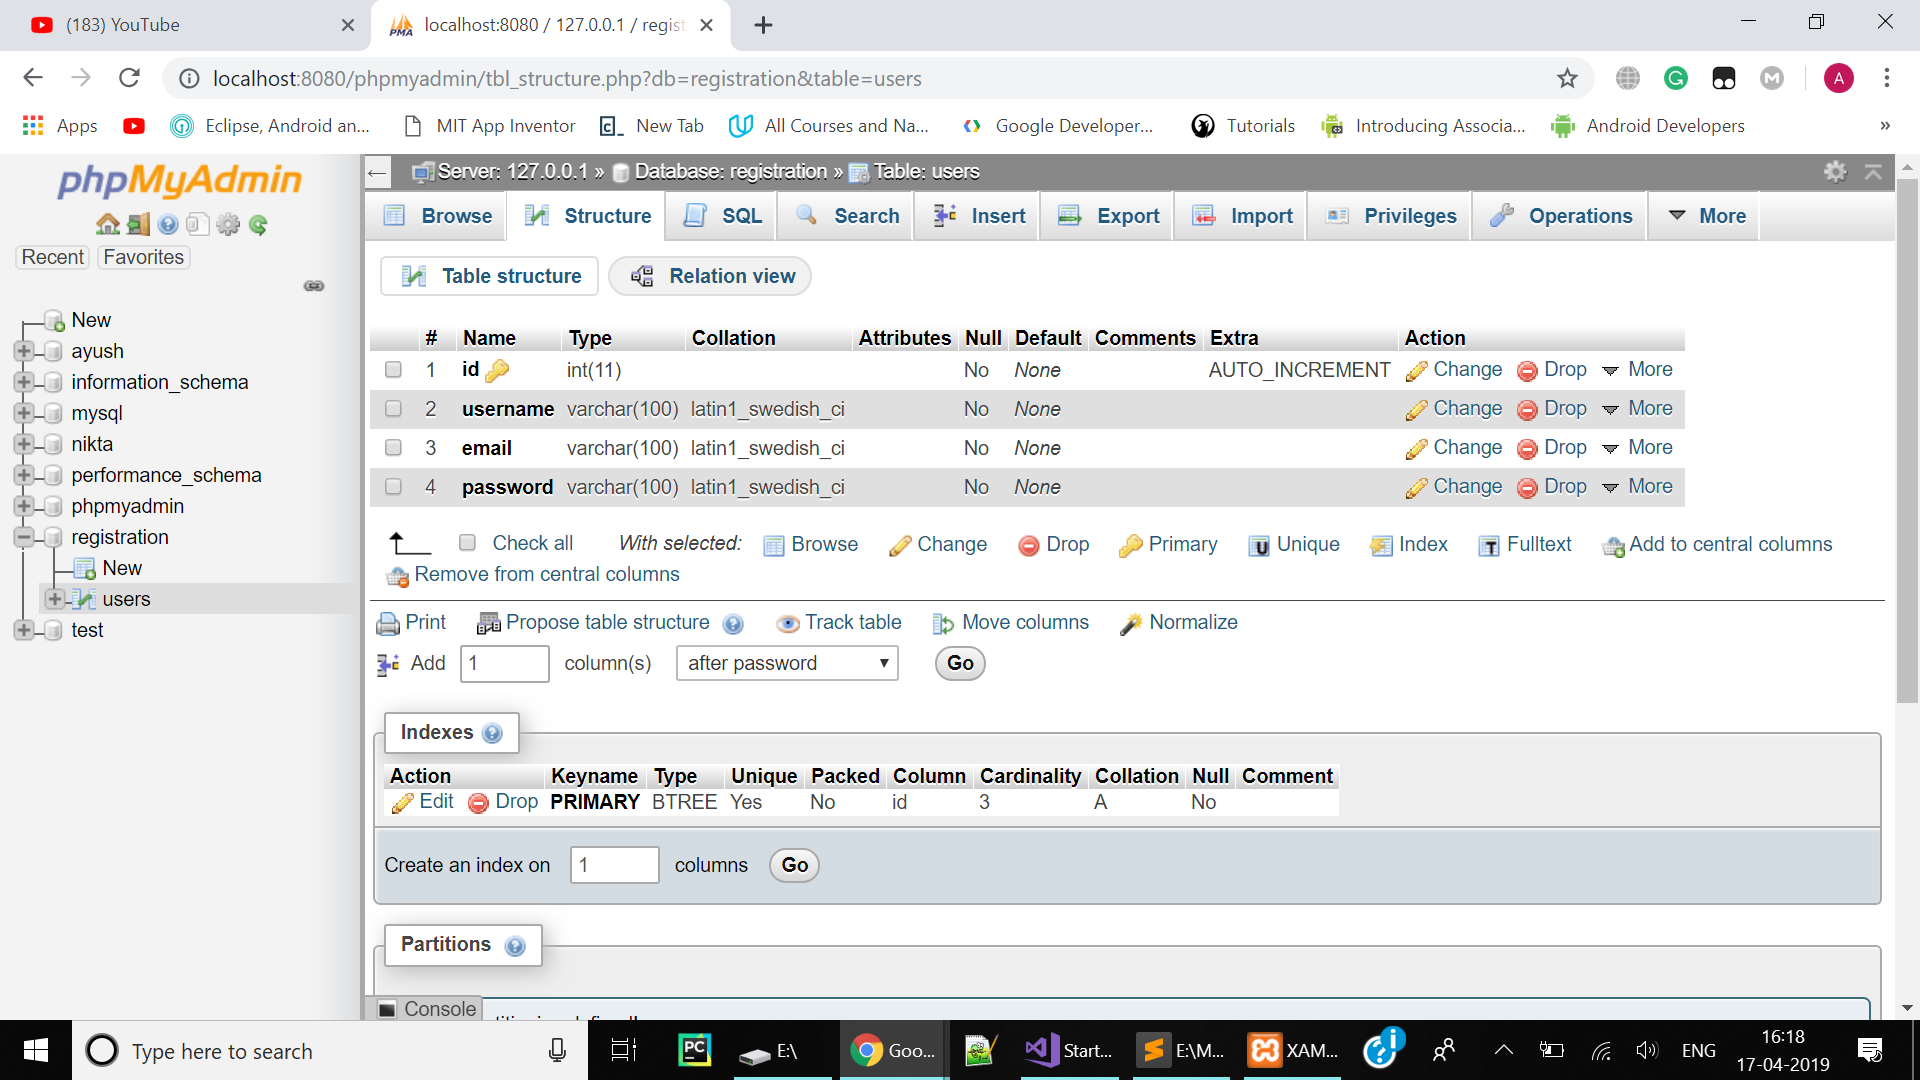 (183) YouTube
localhost:8080 / 127.0.0.1 / regist
localhost:8080/phpmyadmin/tbl_structure.php?db=registration&table=users
A
Apps
Eclipse, Android an...
MIT App Inventor
New Tab
All Courses and Na...
Google Developer...
Tutorials
Introducing Associa...
Android Developers
»
phpMyAdmin
Recent Favorites
New
ayush
information_schema
mysql
nikta
performance_schema
phpmyadmin
registration
New
users
test
Server: 127.0.0.1 » Database: registration » Table: users
Browse Structure SQL Search Insert Export Import Privileges Operations More
Table structure Relation view
# Name Type Collation Attributes Null Default Comments Extra Action
1 id int(11) No None AUTO_INCREMENT Change Drop More
2 username varchar(100) latin1_swedish_ci No None Change Drop More
3 email varchar(100) latin1_swedish_ci No None Change Drop More
4 password varchar(100) latin1_swedish_ci No None Change Drop More
Check all With selected: Browse Change Drop Primary Unique Index Fulltext Add to central columns
Remove from central columns
Print Propose table structure Track table Move columns Normalize
Add 1 column(s) after password Go
Indexes
Action Keyname Type Unique Packed Column Cardinality Collation Null Comment
Edit Drop PRIMARY BTREE Yes No id 3 A No
Create an index on 1 columns Go
Partitions
Console
Type here to search
PC
E:\
Goo...
Start...
E:\M...
XAM...
ENG
16:18
17-04-2019